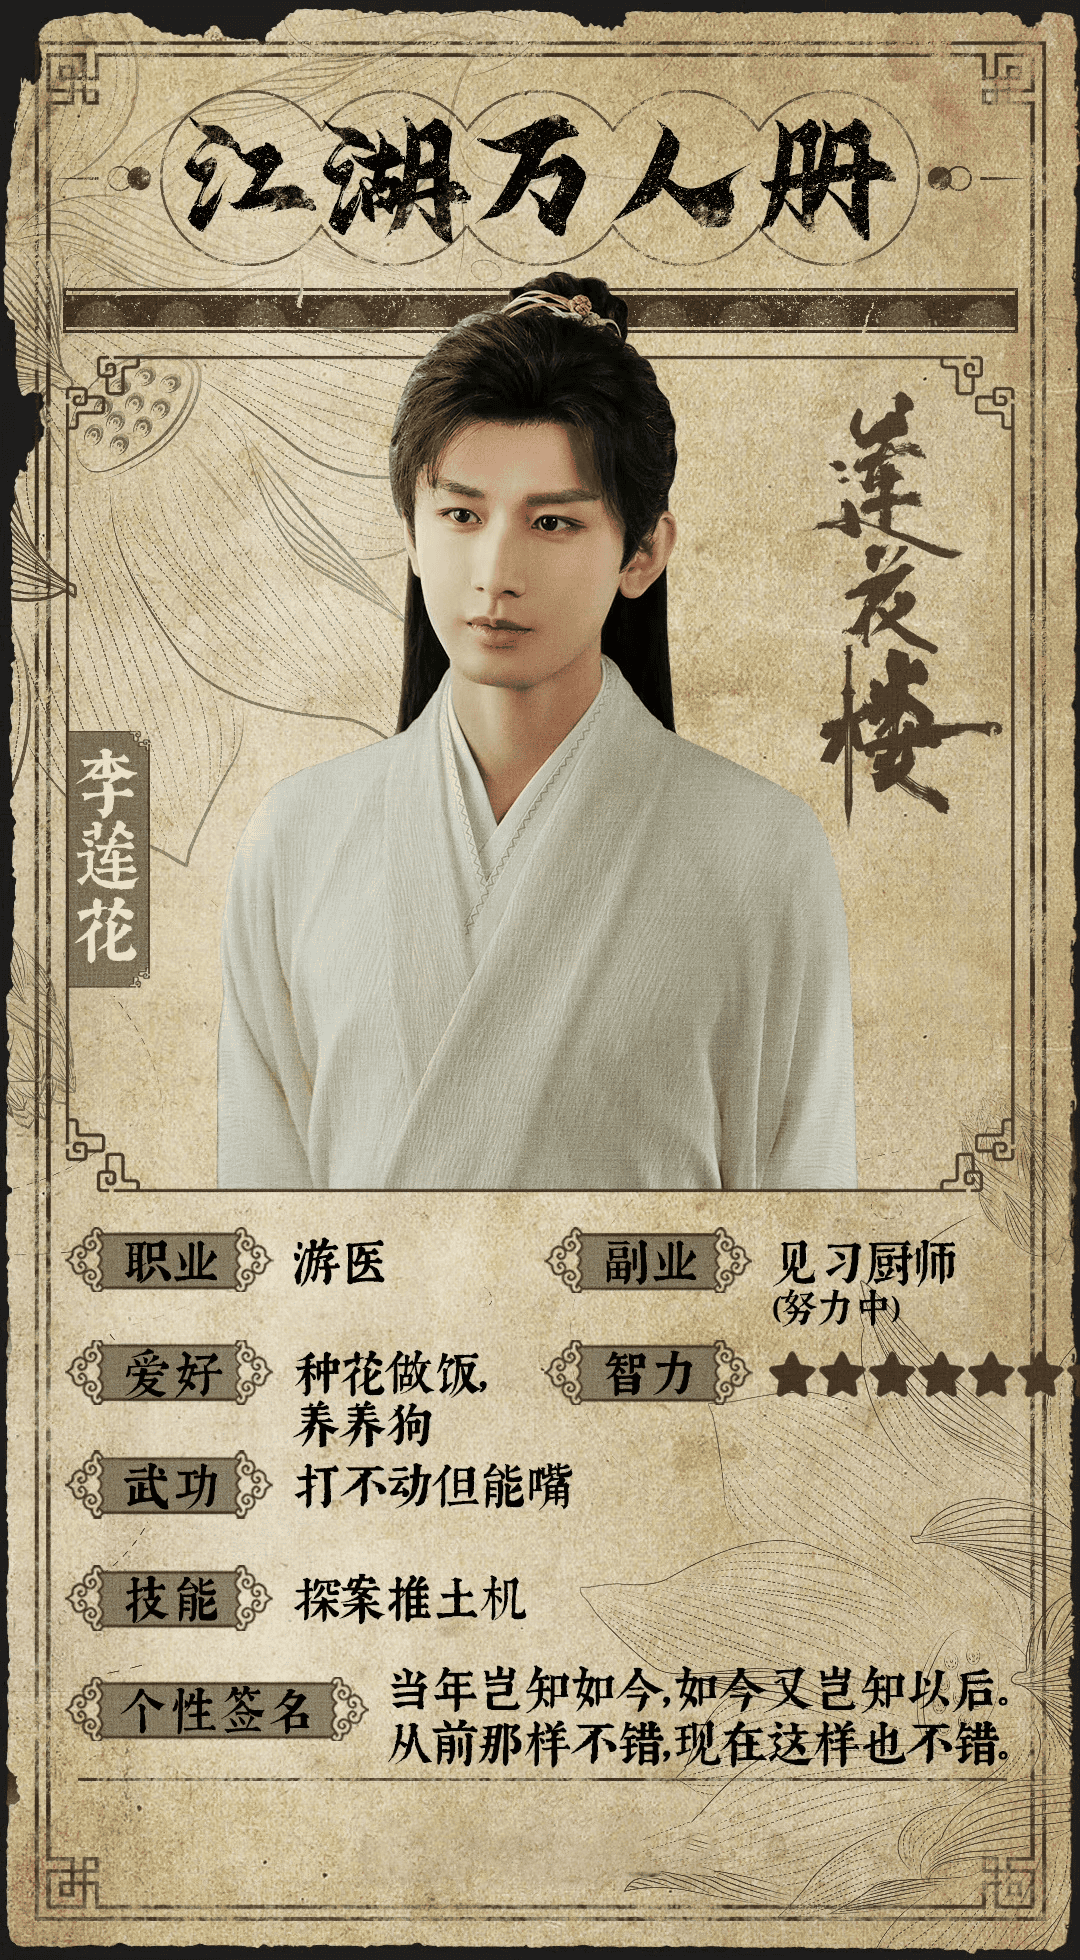 江湖万人册
莲花楼
李莲花
职业 游医
副业 见习厨师
(努力中)
爱好 种花做饭,
养养狗
智力 ★★★★★★
武功 打不动但能嘴
技能 探案推土机
个性签名 当年岂知如今,如今又岂知以后。
从前那样不错,现在这样也不错。